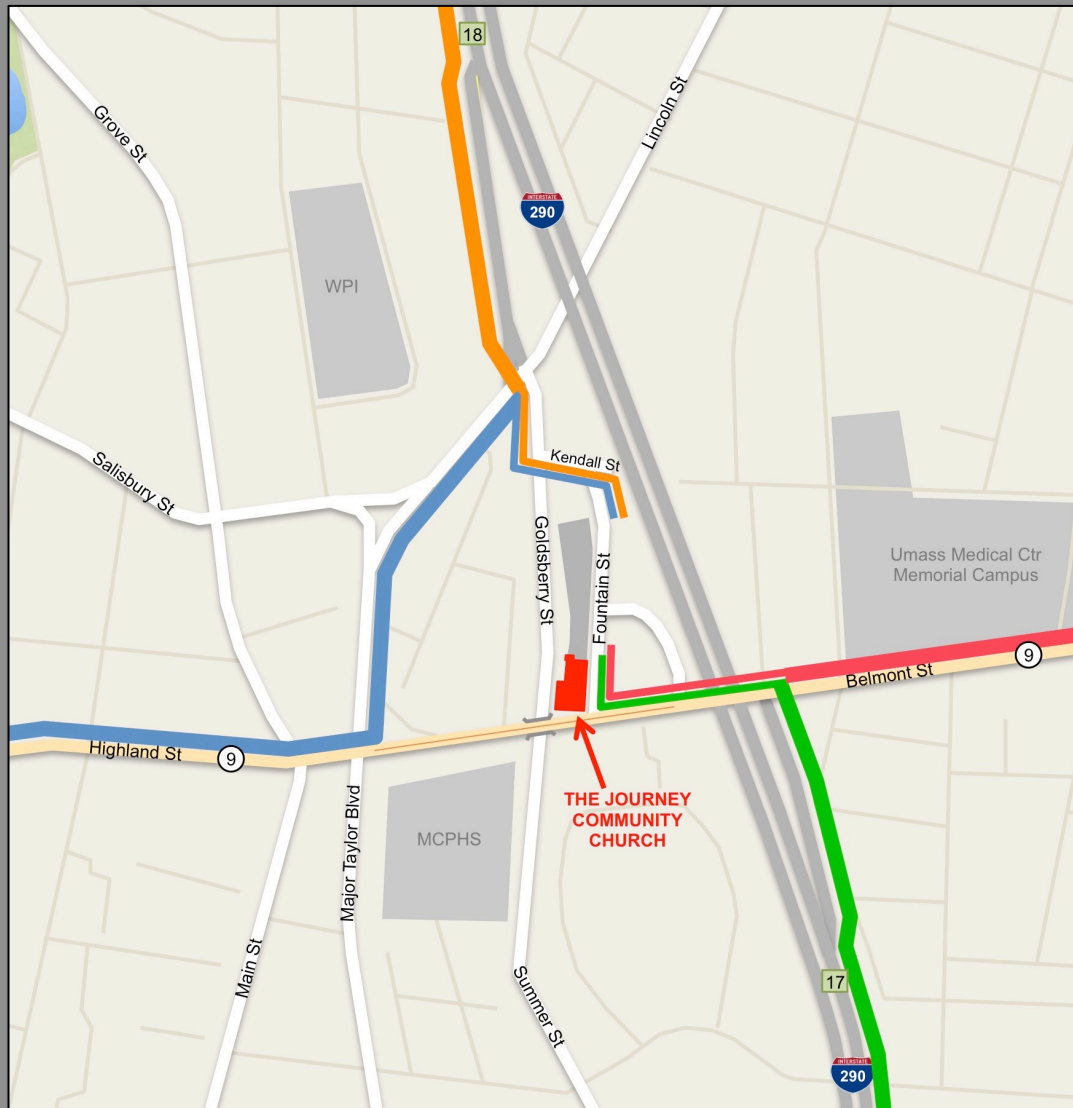 18
Lincoln St
Grove St
INTERSTATE
290
WPI
Kendall St
Salisbury St
Goldsberry St
Fountain St
Umass Medical Ctr
Memorial Campus
9
Belmont St
Highland St
9
THE JOURNEY
COMMUNITY
CHURCH
MCPHS
Major Taylor Blvd
Main St
Summer St
17
INTERSTATE
290